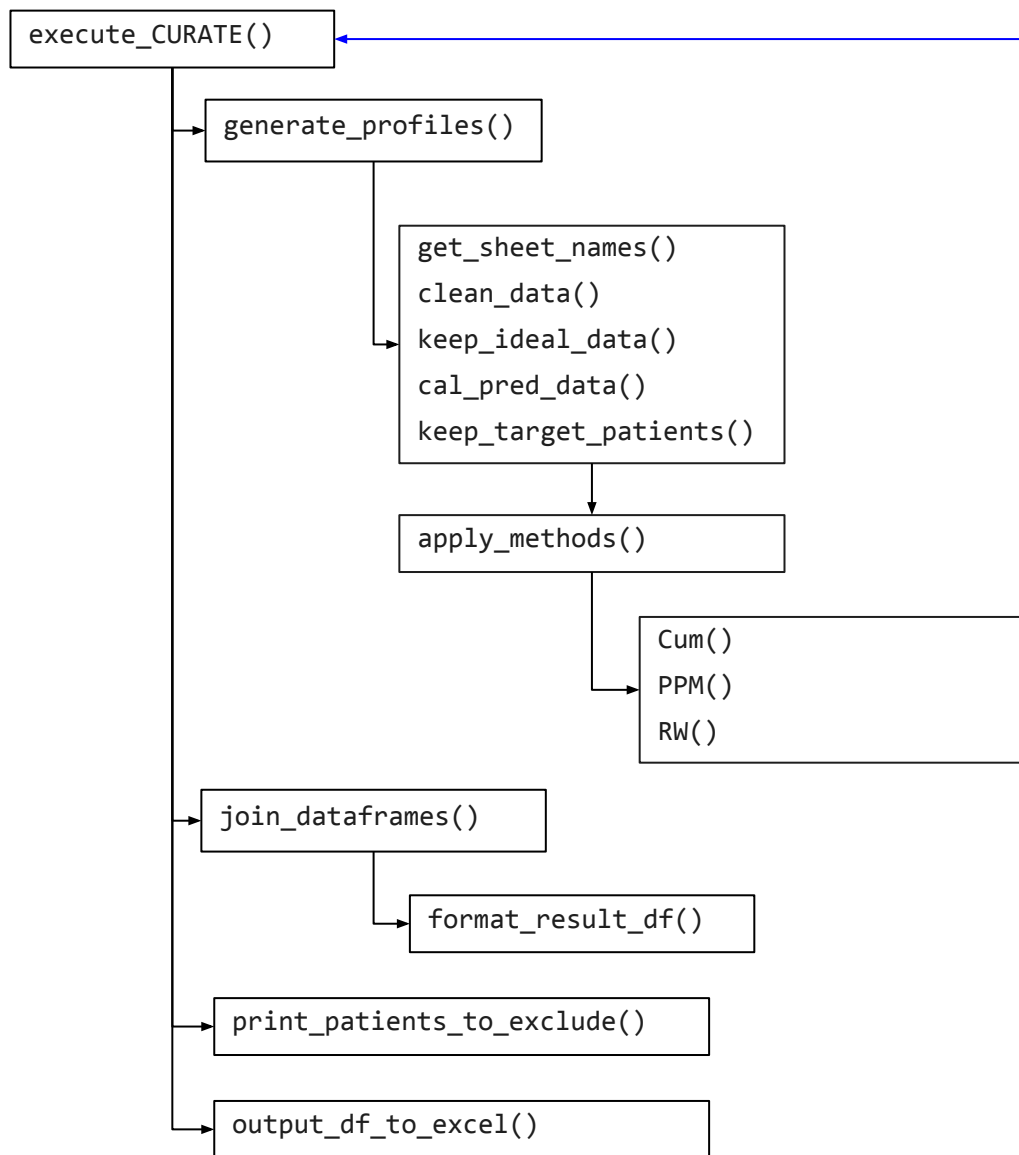 execute_CURATE()
generate_profiles()
get_sheet_names()
clean_data()
keep_ideal_data()
cal_pred_data()
keep_target_patients()
apply_methods()
Cum()
PPM()
RW()
join_dataframes()
format_result_df()
print_patients_to_exclude()
output_df_to_excel()